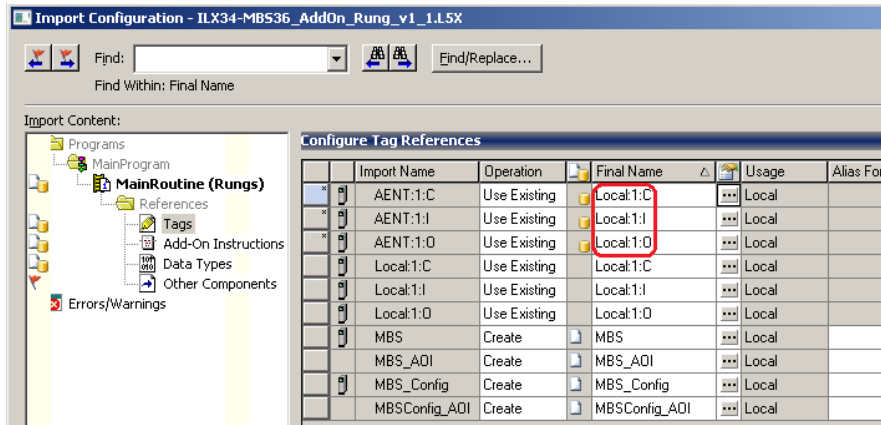 Import Configuration - ILX34-MBS36_AddOn_Rung_v1_1.L5X
Find: Find/Replace...
Find Within: Final Name
Import Content:
Programs
MainProgram
MainRoutine (Rungs)
References
Tags
Add-On Instructions
Data Types
Other Components
Errors/Warnings
Configure Tag References
Import Name Operation Final Name Usage Alias For
AENT:1:C Use Existing Local:1:C ... Local
AENT:1:I Use Existing Local:1:I ... Local
AENT:1:O Use Existing Local:1:O ... Local
Local:1:C Use Existing Local:1:C ... Local
Local:1:I Use Existing Local:1:I ... Local
Local:1:O Use Existing Local:1:O ... Local
MBS Create MBS ... Local
MBS_AOI Create MBS_AOI ... Local
MBS_Config Create MBS_Config ... Local
MBSConfig_AOI Create MBSConfig_AOI ... Local